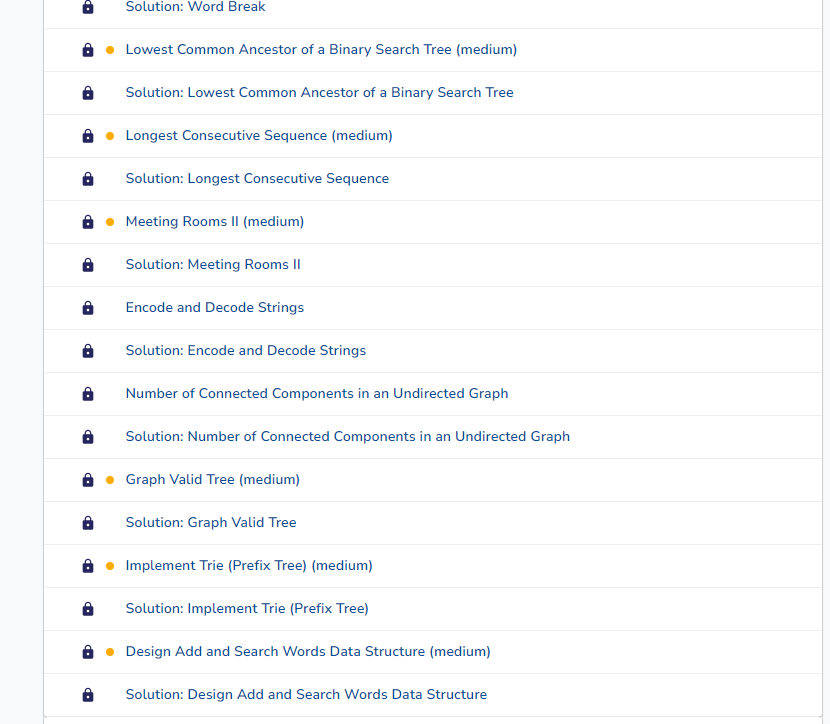 Solution: Word Break
Lowest Common Ancestor of a Binary Search Tree (medium)
Solution: Lowest Common Ancestor of a Binary Search Tree
Longest Consecutive Sequence (medium)
Solution: Longest Consecutive Sequence
Meeting Rooms II (medium)
Solution: Meeting Rooms II
Encode and Decode Strings
Solution: Encode and Decode Strings
Number of Connected Components in an Undirected Graph
Solution: Number of Connected Components in an Undirected Graph
Graph Valid Tree (medium)
Solution: Graph Valid Tree
Implement Trie (Prefix Tree) (medium)
Solution: Implement Trie (Prefix Tree)
Design Add and Search Words Data Structure (medium)
Solution: Design Add and Search Words Data Structure